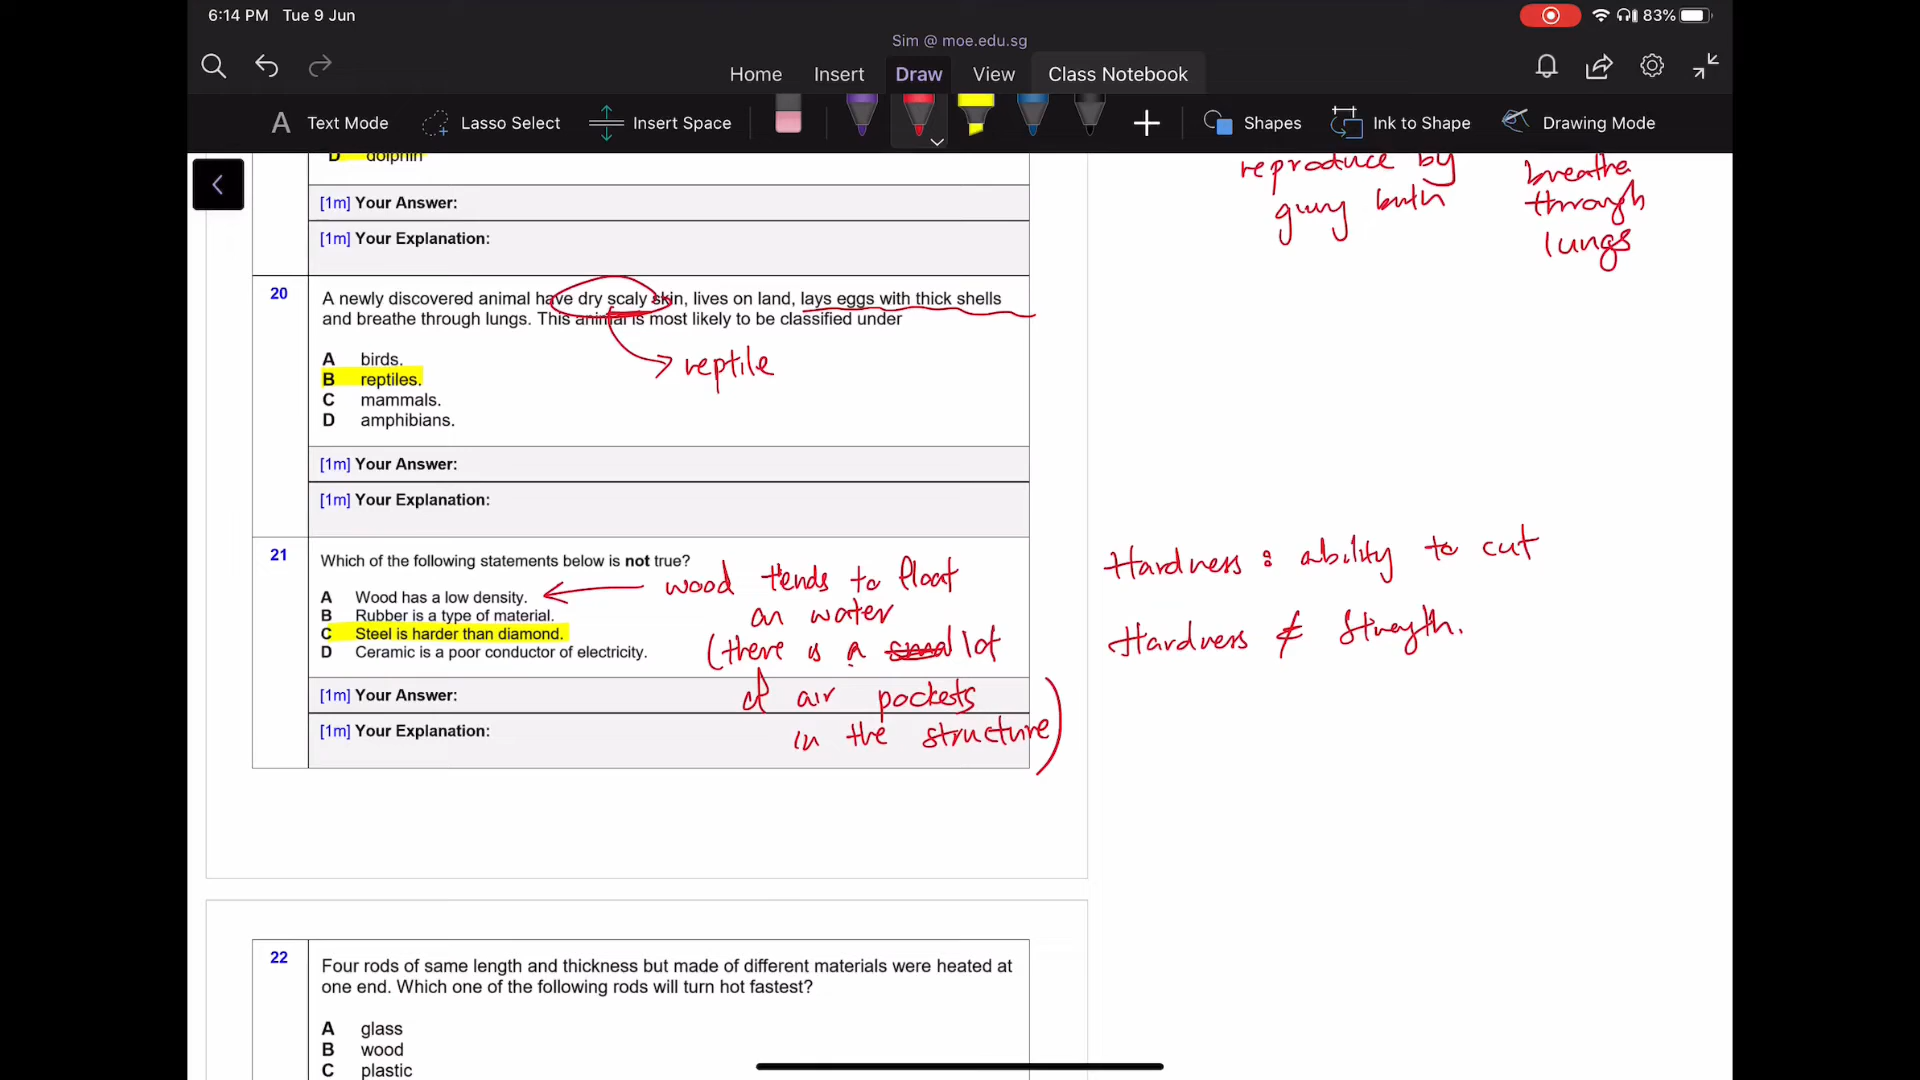 6:14 PM Tue 9 Jun
83%
Sim @ moe.edu.sg
Home Insert Draw View Class Notebook
A Text Mode Lasso Select Insert Space Shapes Ink to Shape Drawing Mode
D dolphin
[1m] Your Answer:
[1m] Your Explanation:
reproduce by
giving birth
breathe
through
lungs
20
A newly discovered animal have dry scaly skin, lives on land, lays eggs with thick shells
and breathe through lungs. This animal is most likely to be classified under
A birds.
B reptiles.
C mammals.
D amphibians.
reptile
[1m] Your Answer:
[1m] Your Explanation:
21
Which of the following statements below is not true?
A Wood has a low density.
B Rubber is a type of material.
C Steel is harder than diamond.
D Ceramic is a poor conductor of electricity.
wood tends to float
on water
(there is a lot
of air pockets
in the structure)
[1m] Your Answer:
[1m] Your Explanation:
Hardness : ability to cut
Hardness ≠ Strength.
22
Four rods of same length and thickness but made of different materials were heated at
one end. Which one of the following rods will turn hot fastest?
A glass
B wood
C plastic